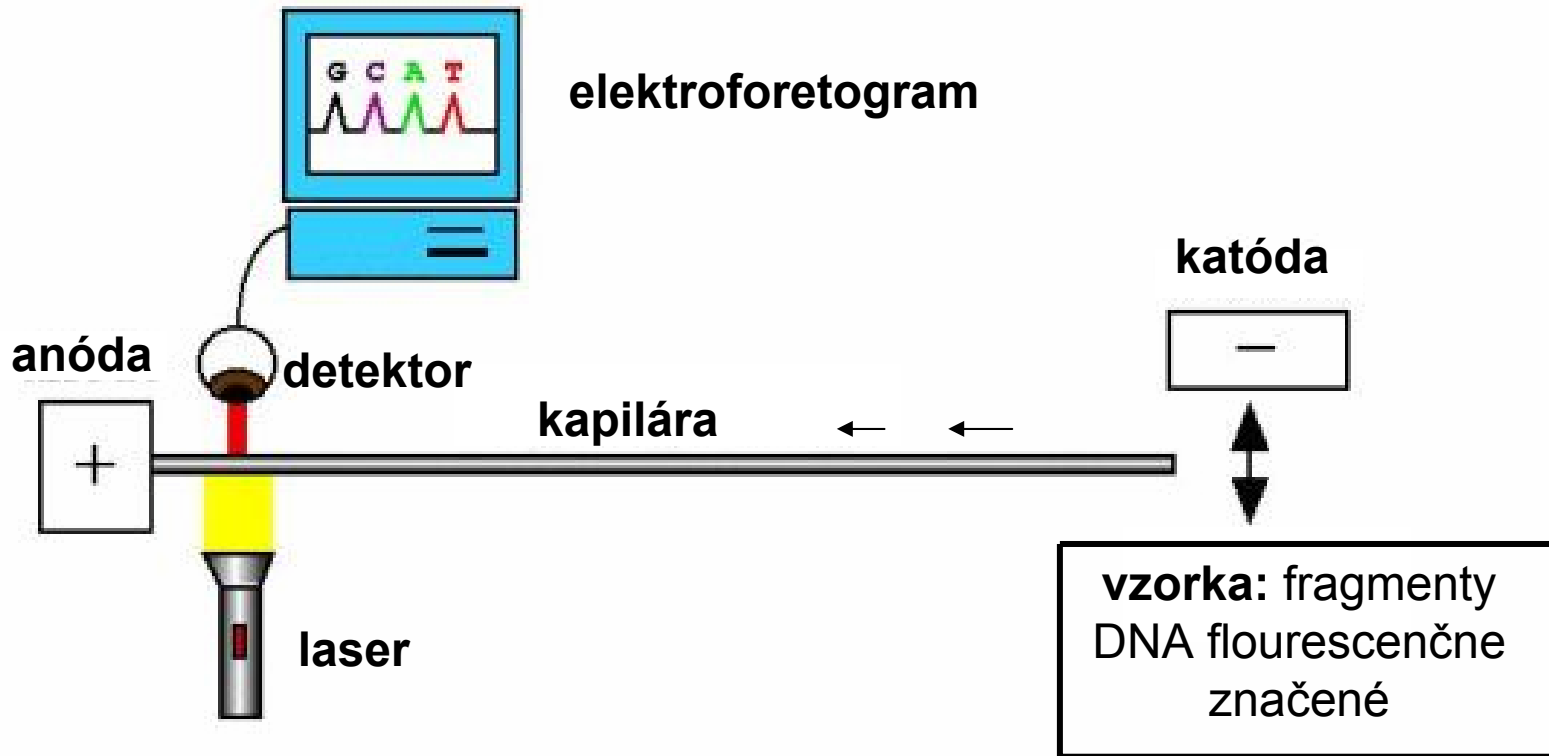 G C A T
elektroforetogram
katóda
−
anóda
detektor
kapilára
+
laser
vzorka: fragmenty
DNA flourescenčne
značené